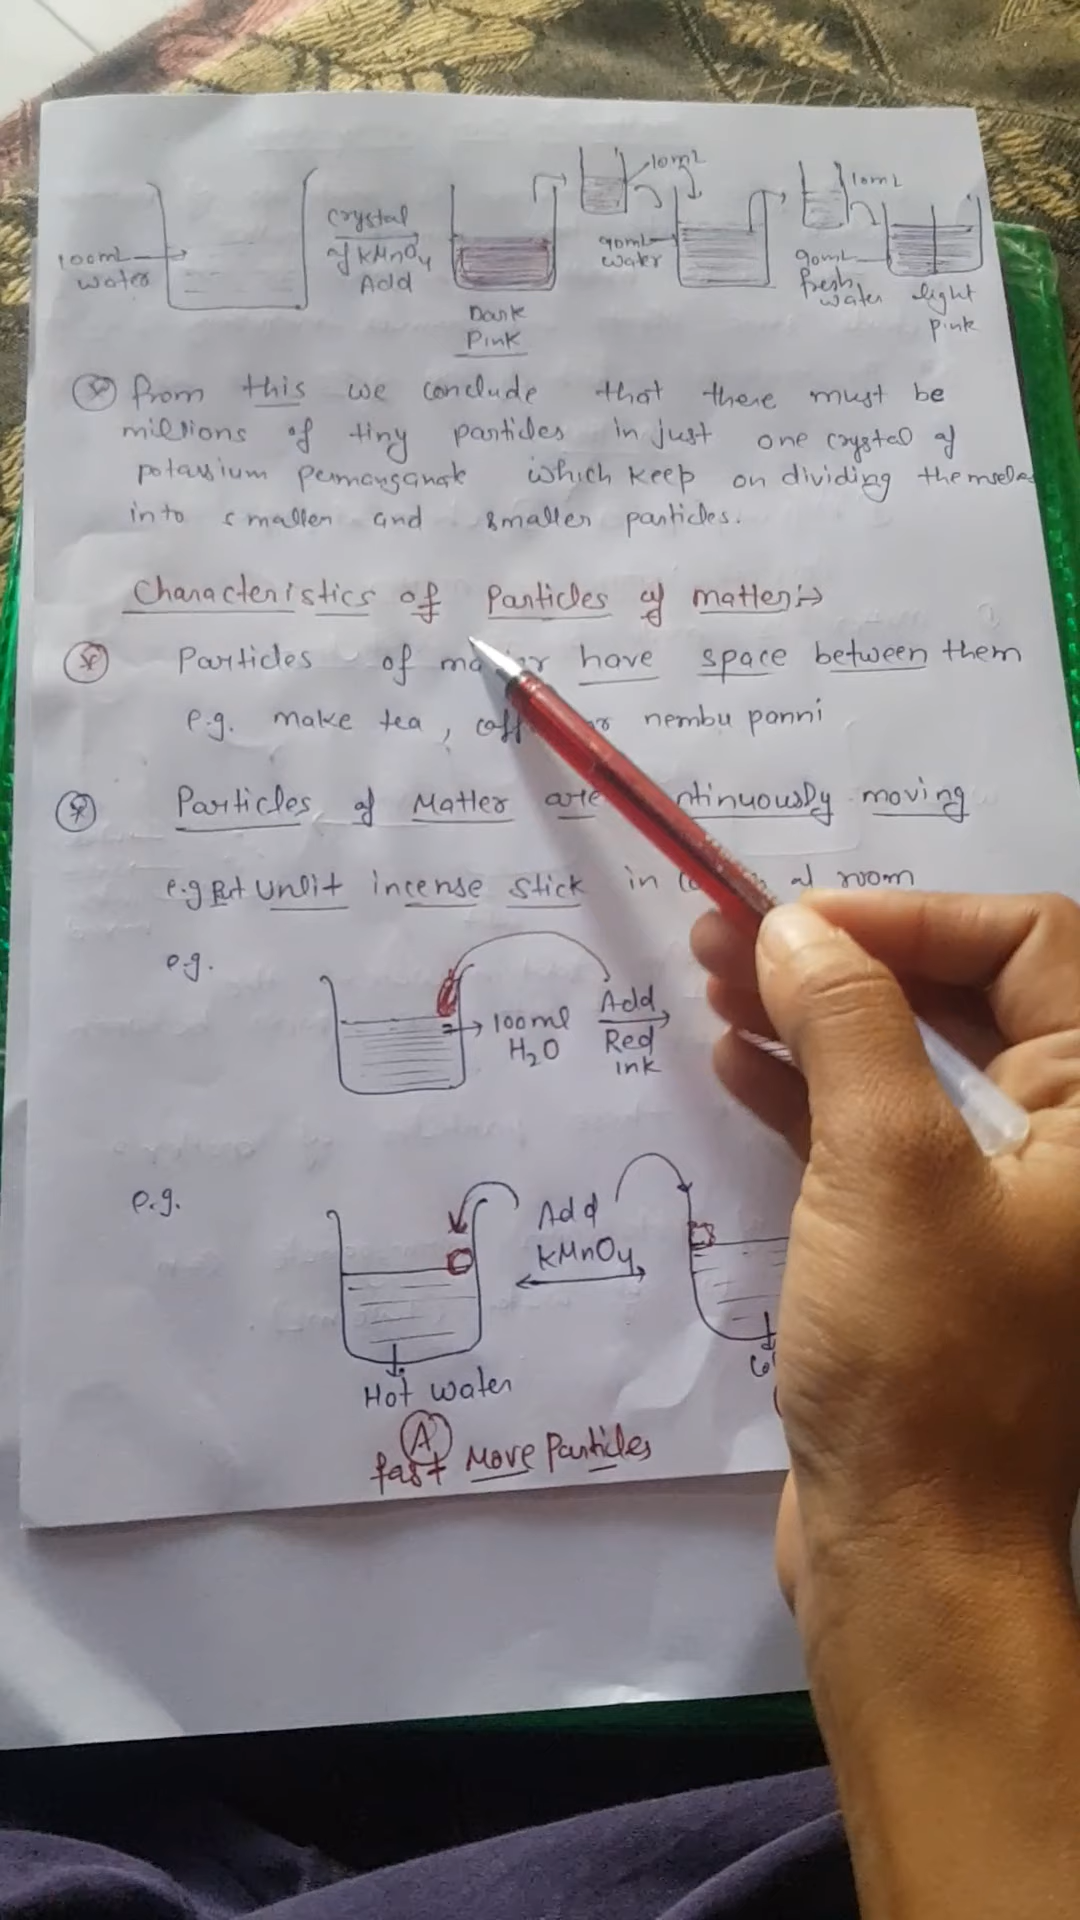 100mL water
crystal of KMnO4 Add
Dark Pink
10mL
90mL water
10mL
90mL fresh water
light pink
from this we conclude that there must be
millions of tiny particles in just one crystal of
potassium permanganate which keep on dividing themselves
into smaller and smaller particles.
Characteristics of Particles of matter:→
Particles of have space between them
e.g. make tea, nembu panni
Particles of Matter are moving
e.g Put unlit incense stick in room
e.g.
100ml H2O
Add Red ink
e.g.
Add KMnO4
Hot water
A
fast Move Particles